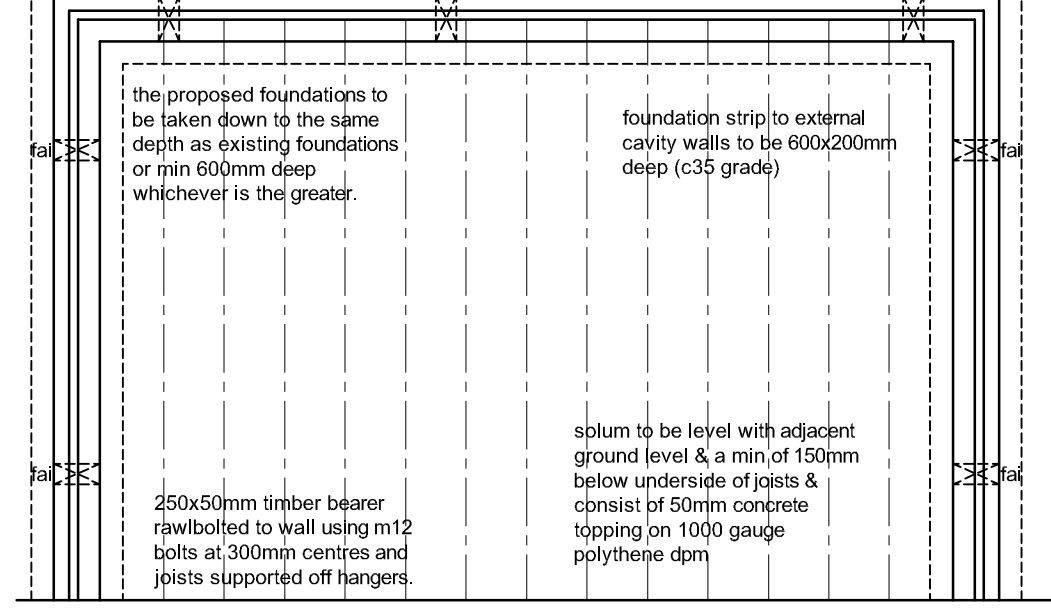 the proposed foundations to
be taken down to the same
depth as existing foundations
or min 600mm deep
whichever is the greater.
foundation strip to external
cavity walls to be 600x200mm
deep (c35 grade)
fai
fai
fai
fai
solum to be level with adjacent
ground level & a min of 150mm
below underside of joists &
consist of 50mm concrete
topping on 1000 gauge
polythene dpm
250x50mm timber bearer
rawlbolted to wall using m12
bolts at 300mm centres and
joists supported off hangers.